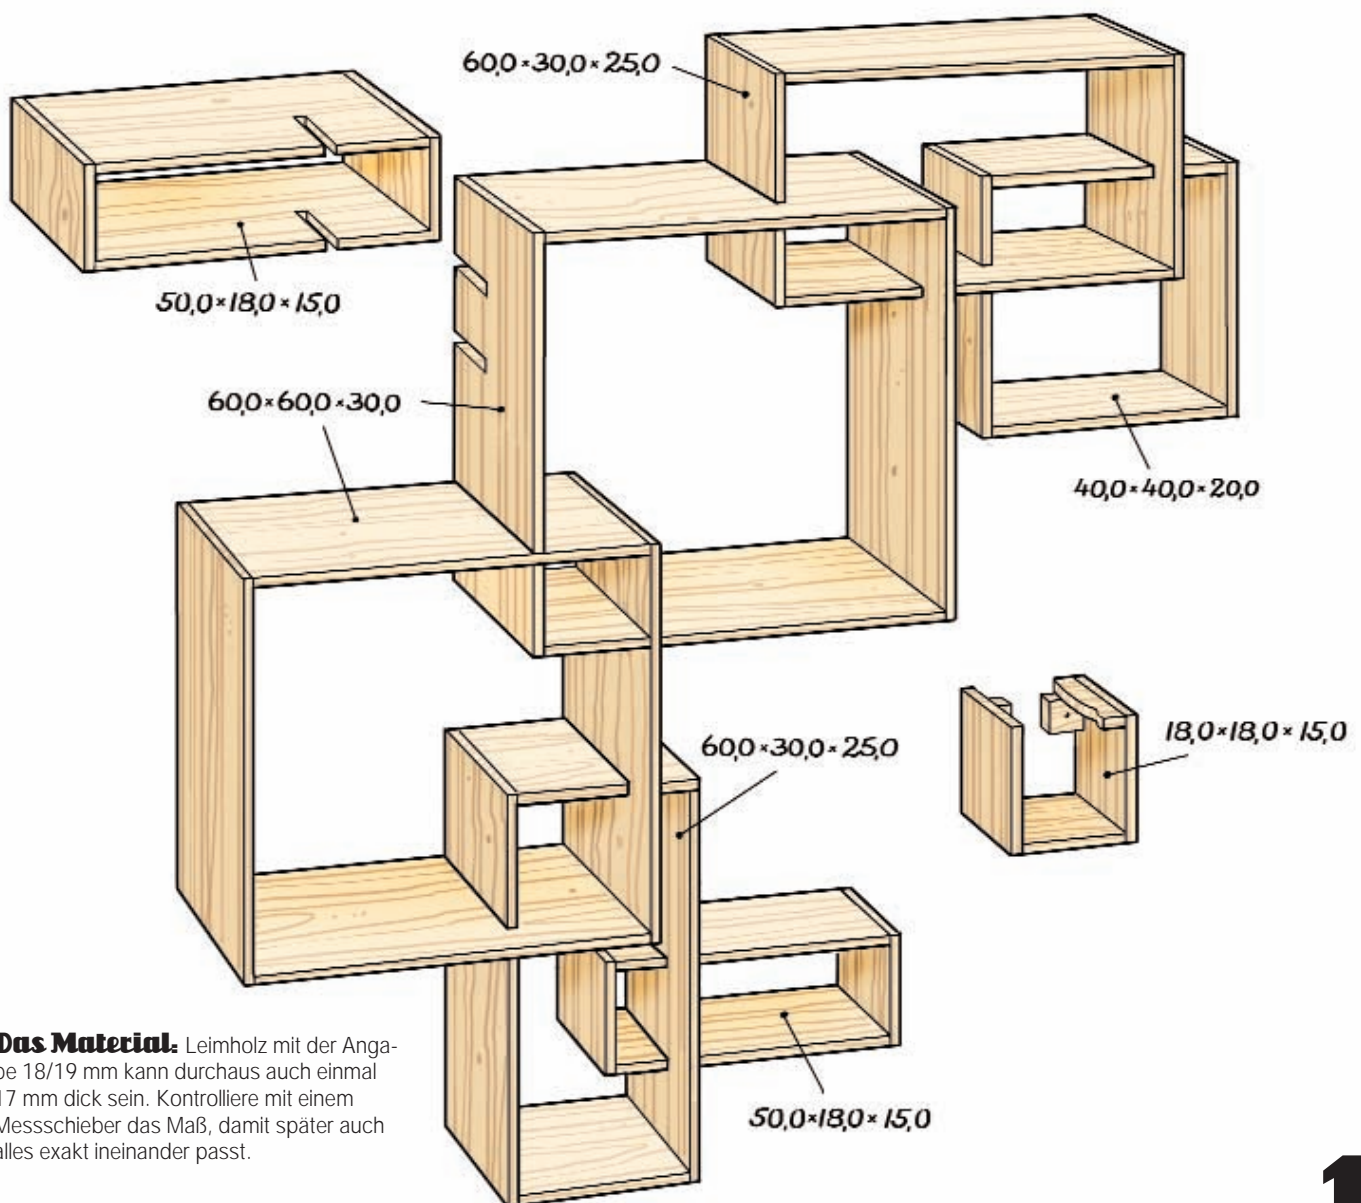 60,0×30,0×25,0
50,0×18,0×15,0
60,0×60,0×30,0
40,0×40,0×20,0
60,0×30,0×25,0
18,0×18,0×15,0
50,0×18,0×15,0
Das Material: Leimholz mit der Anga-
be 18/19 mm kann durchaus auch einmal
17 mm dick sein. Kontrolliere mit einem
Messschieber das Maß, damit später auch
alles exakt ineinander passt.
1